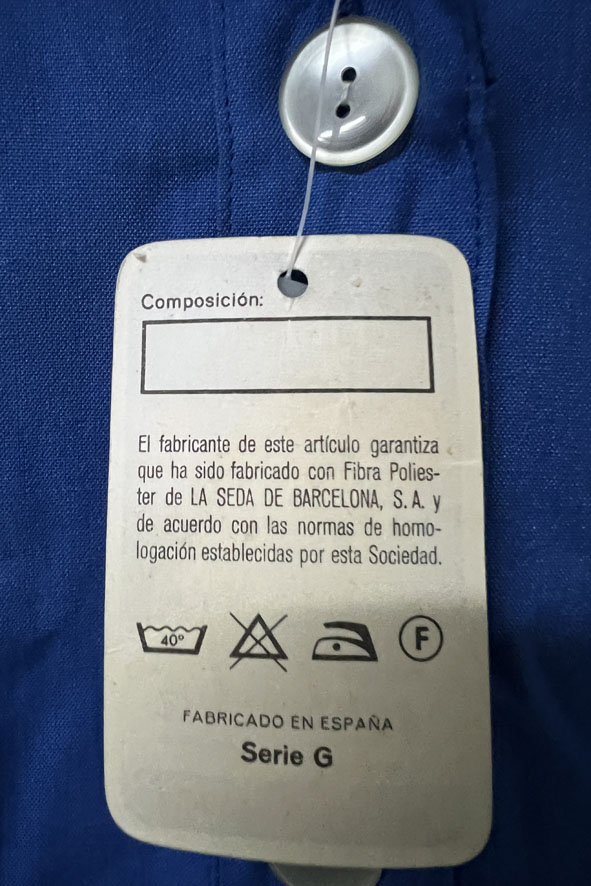 Composición:
El fabricante de este artículo garantiza
que ha sido fabricado con Fibra Polies-
ter de LA SEDA DE BARCELONA, S.A. y
de acuerdo con las normas de homo-
logación establecidas por esta Sociedad.
40° F
FABRICADO EN ESPAÑA
Serie G